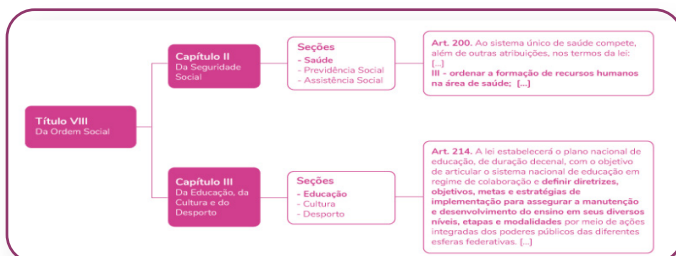 Título VIII
Da Ordem Social
Capítulo II
Da Seguridade
Social
Seções
- Saúde
- Previdência Social
- Assistência Social
Art. 200. Ao sistema único de saúde compete,
além de outras atribuições, nos termos da lei:
[...]
III - ordenar a formação de recursos humanos
na área de saúde; [...]
Capítulo III
Da Educação, da
Cultura e do
Desporto
Seções
- Educação
- Cultura
- Desporto
Art. 214. A lei estabelecerá o plano nacional de
educação, de duração decenal, com o objetivo
de articular o sistema nacional de educação em
regime de colaboração e definir diretrizes,
objetivos, metas e estratégias de
implementação para assegurar a manutenção
e desenvolvimento do ensino em seus diversos
níveis, etapas e modalidades por meio de ações
integradas dos poderes públicos das diferentes
esferas federativas. [...]